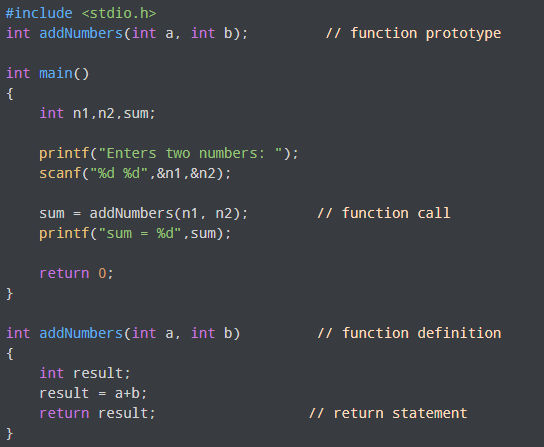 #include <stdio.h>
int addNumbers(int a, int b);         // function prototype
int main()
{
    int n1,n2,sum;
    printf("Enters two numbers: ");
    scanf("%d %d",&n1,&n2);
    sum = addNumbers(n1, n2);        // function call
    printf("sum = %d",sum);
    return 0;
}
int addNumbers(int a, int b)         // function definition
{
    int result;
    result = a+b;
    return result;                  // return statement
}